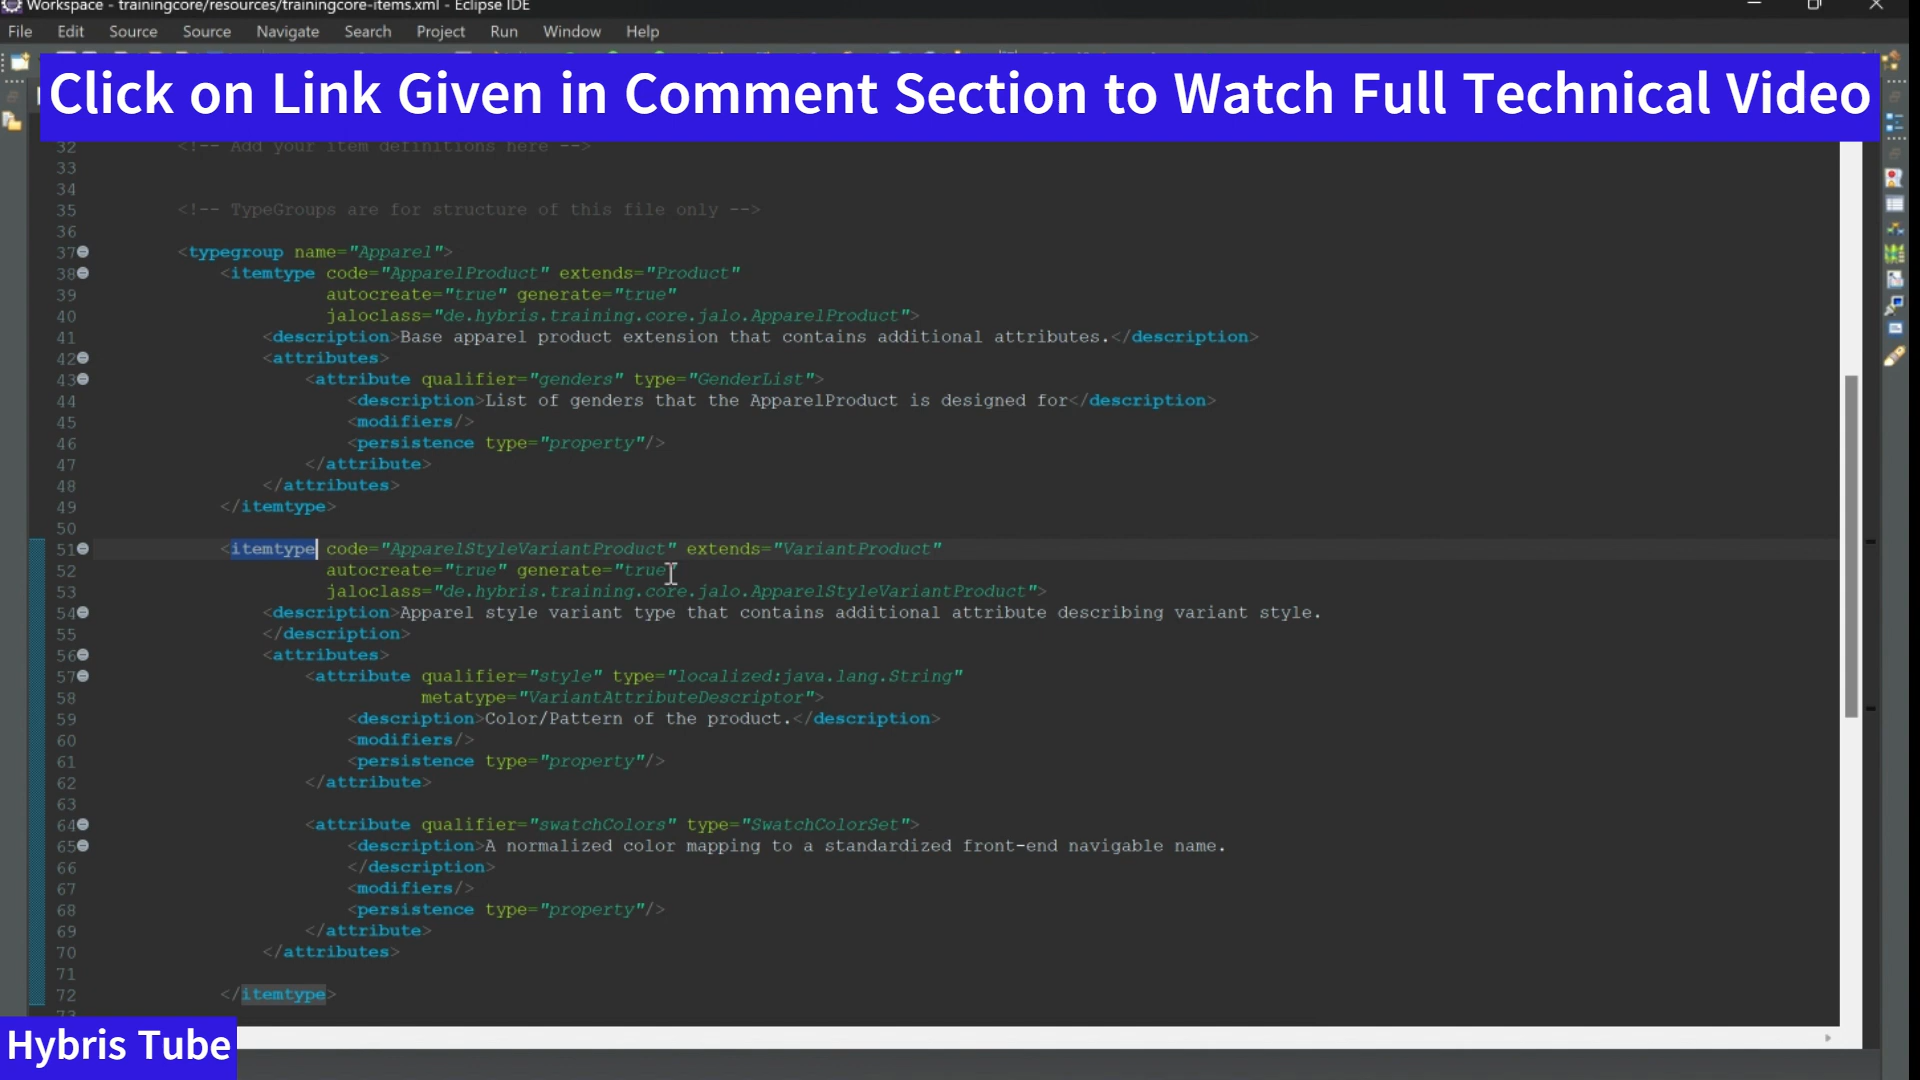 Workspace - trainingcore/resources/trainingcore-items.xml - Eclipse IDE
File Edit Source Source Navigate Search Project Run Window Help
Click on Link Given in Comment Section to Watch Full Technical Video
32 <!-- Add your item definitions here -->
33
34
35 <!-- TypeGroups are for structure of this file only -->
36
37 <typegroup name="Apparel">
38 <itemtype code="ApparelProduct" extends="Product"
39 autocreate="true" generate="true"
40 jaloclass="de.hybris.training.core.jalo.ApparelProduct">
41 <description>Base apparel product extension that contains additional attributes.</description>
42 <attributes>
43 <attribute qualifier="genders" type="GenderList">
44 <description>List of genders that the ApparelProduct is designed for</description>
45 <modifiers/>
46 <persistence type="property"/>
47 </attribute>
48 </attributes>
49 </itemtype>
50
51 <itemtype code="ApparelStyleVariantProduct" extends="VariantProduct"
52 autocreate="true" generate="true"
53 jaloclass="de.hybris.training.core.jalo.ApparelStyleVariantProduct">
54 <description>Apparel style variant type that contains additional attribute describing variant style.
55 </description>
56 <attributes>
57 <attribute qualifier="style" type="localized:java.lang.String"
58 metatype="VariantAttributeDescriptor">
59 <description>Color/Pattern of the product.</description>
60 <modifiers/>
61 <persistence type="property"/>
62 </attribute>
63
64 <attribute qualifier="swatchColors" type="SwatchColorSet">
65 <description>A normalized color mapping to a standardized front-end navigable name.
66 </description>
67 <modifiers/>
68 <persistence type="property"/>
69 </attribute>
70 </attributes>
71
72 </itemtype>
73
Hybris Tube